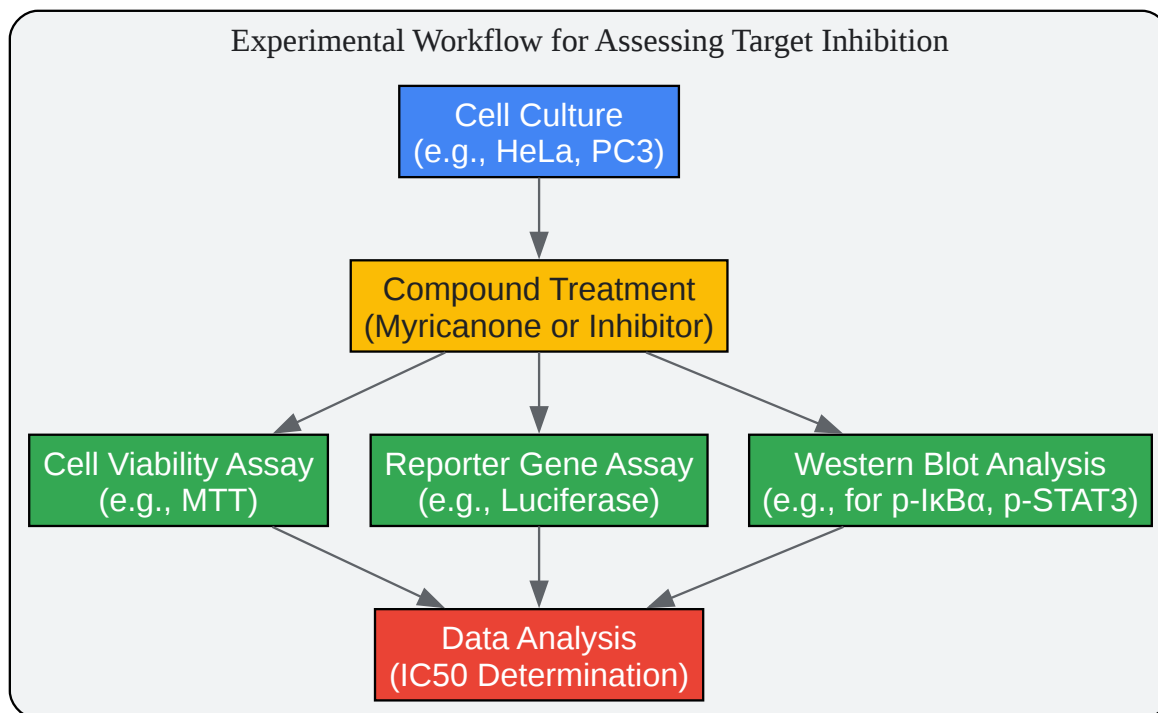 Experimental Workflow for Assessing Target Inhibition
Cell Culture
(e.g., HeLa, PC3)
Compound Treatment
(Myricanone or Inhibitor)
Cell Viability Assay
(e.g., MTT)
Reporter Gene Assay
(e.g., Luciferase)
Western Blot Analysis
(e.g., for p-IκBα, p-STAT3)
Data Analysis
(IC50 Determination)